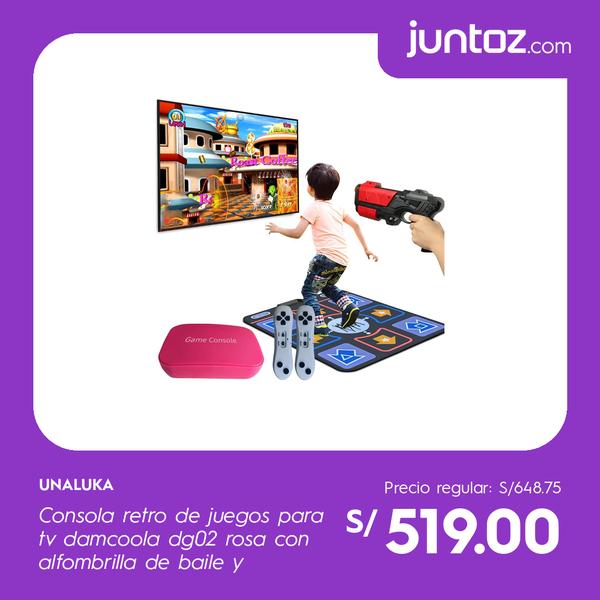 juntoz.com
Game Console
UNALUKA
Consola retro de juegos para
tv damcoola dg02 rosa con
alfombrilla de baile y
Precio regular: S/648.75
S/ 519.00